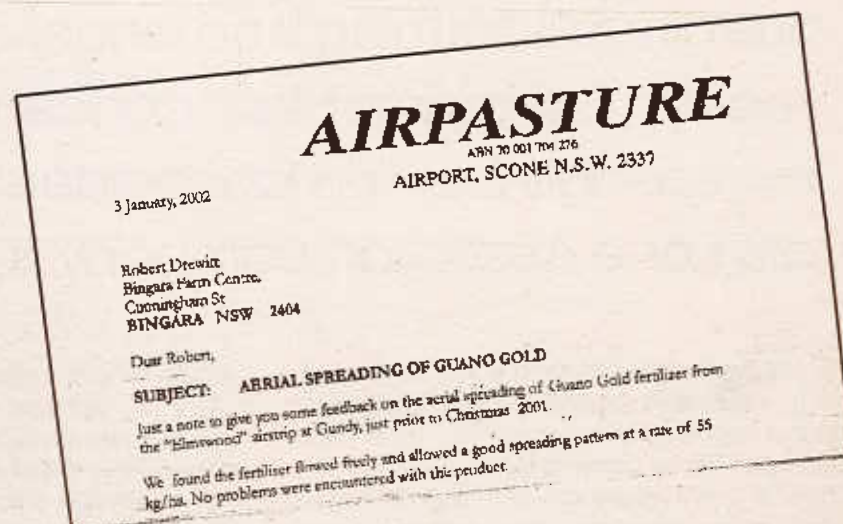 AIRPASTURE
ABN 70 001 704 276
AIRPORT, SCONE N.S.W. 2337
3 January, 2002
Robert Drewitt
Bingara Farm Centre,
Cunningham St
BINGARA NSW 2404
Dear Robert,
SUBJECT: AERIAL SPREADING OF GUANO GOLD
Just a note to give you some feedback on the aerial spreading of Guano Gold fertilizer from
the "Elmswood" airstrip at Gundy, just prior to Christmas 2001.
We found the fertiliser flowed freely and allowed a good spreading pattern at a rate of 55
kg/ha. No problems were encountered with this product.